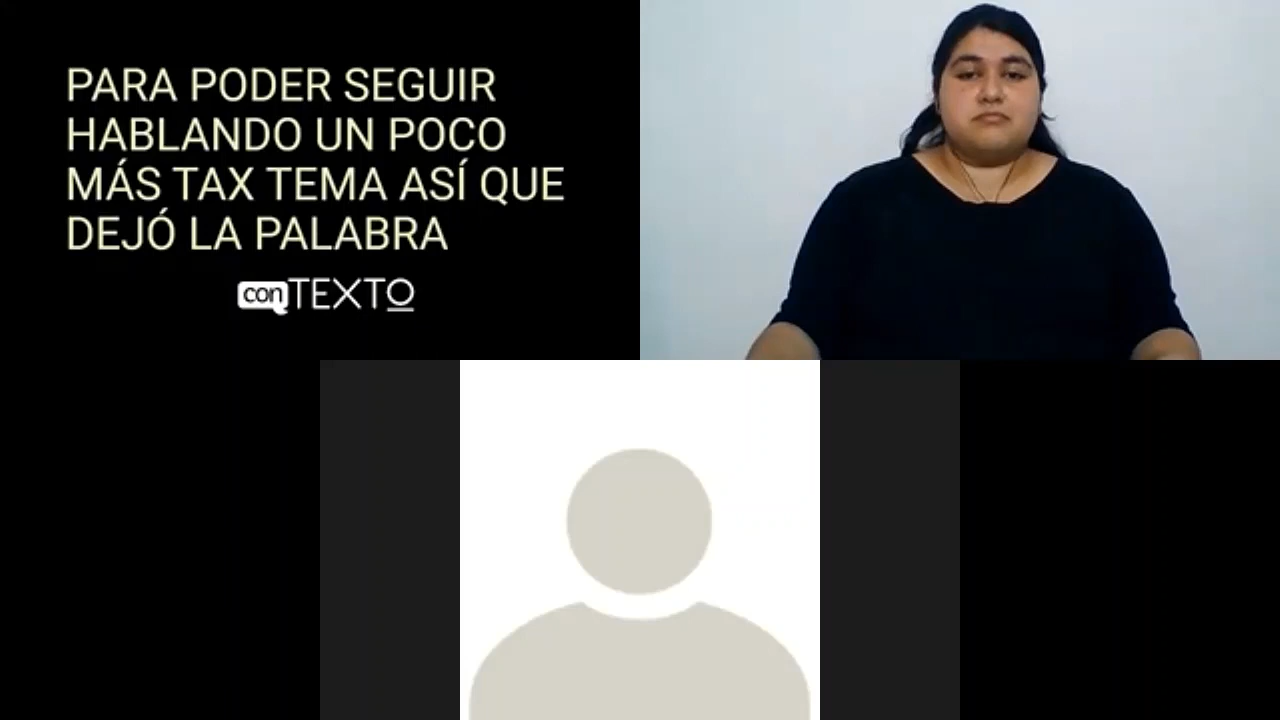 PARA PODER SEGUIR
HABLANDO UN POCO
MÁS TAX TEMA ASÍ QUE
DEJÓ LA PALABRA
conTEXTO